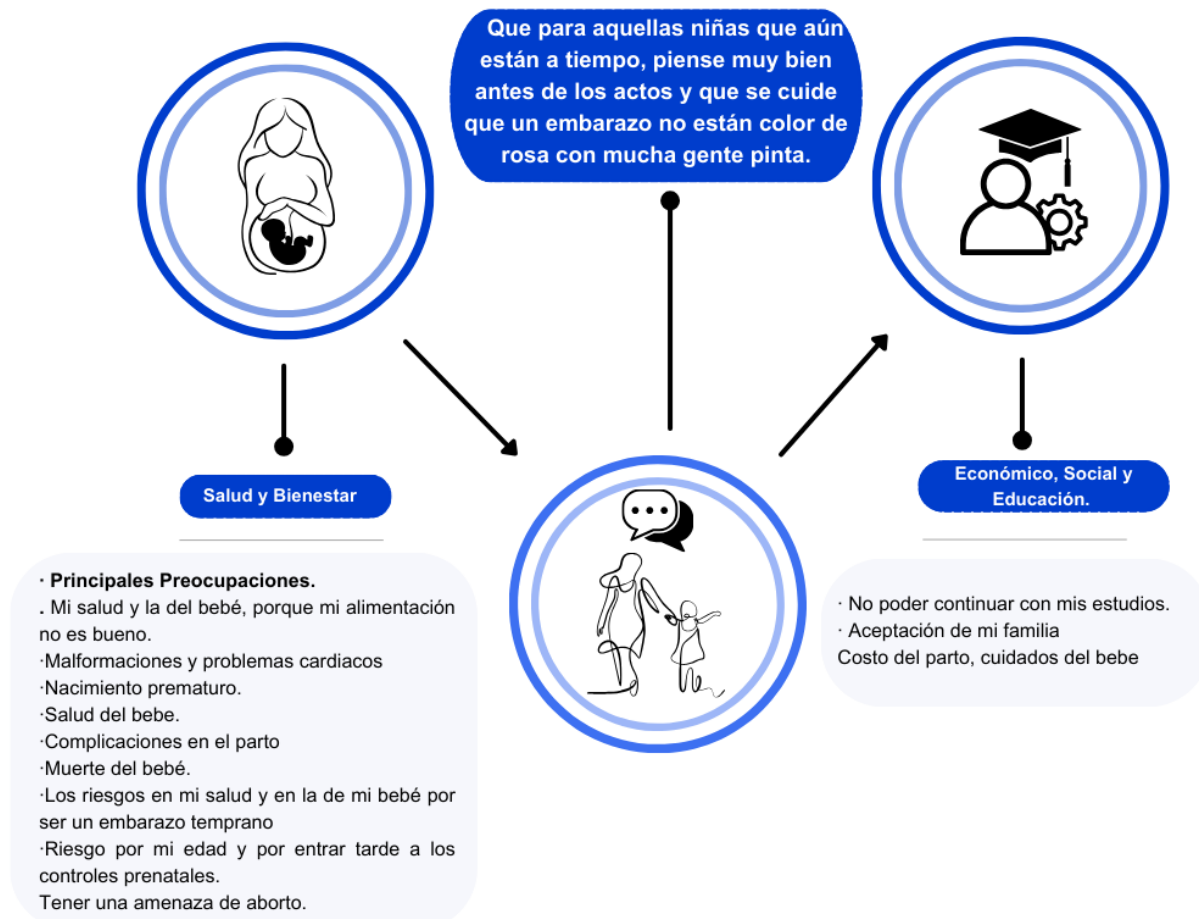 Que para aquellas niñas que aún
están a tiempo, piense muy bien
antes de los actos y que se cuide
que un embarazo no están color de
rosa con mucha gente pinta.
Salud y Bienestar
· Principales Preocupaciones.
. Mi salud y la del bebé, porque mi alimentación
no es bueno.
·Malformaciones y problemas cardiacos
·Nacimiento prematuro.
·Salud del bebe.
·Complicaciones en el parto
·Muerte del bebé.
·Los riesgos en mi salud y en la de mi bebé por
ser un embarazo temprano
·Riesgo por mi edad y por entrar tarde a los
controles prenatales.
Tener una amenaza de aborto.
Económico, Social y
Educación.
· No poder continuar con mis estudios.
· Aceptación de mi familia
Costo del parto, cuidados del bebe